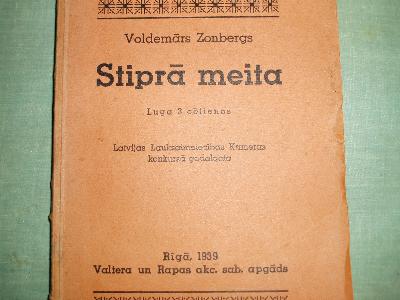 Voldemārs Zonbergs
Stiprā meita
Luga 3 cēlienos
Latvijas Lauksaimniecības Kameras
konkursā godalgota
Rīgā, 1939
Valtera un Rapas akc. sab. apgāds